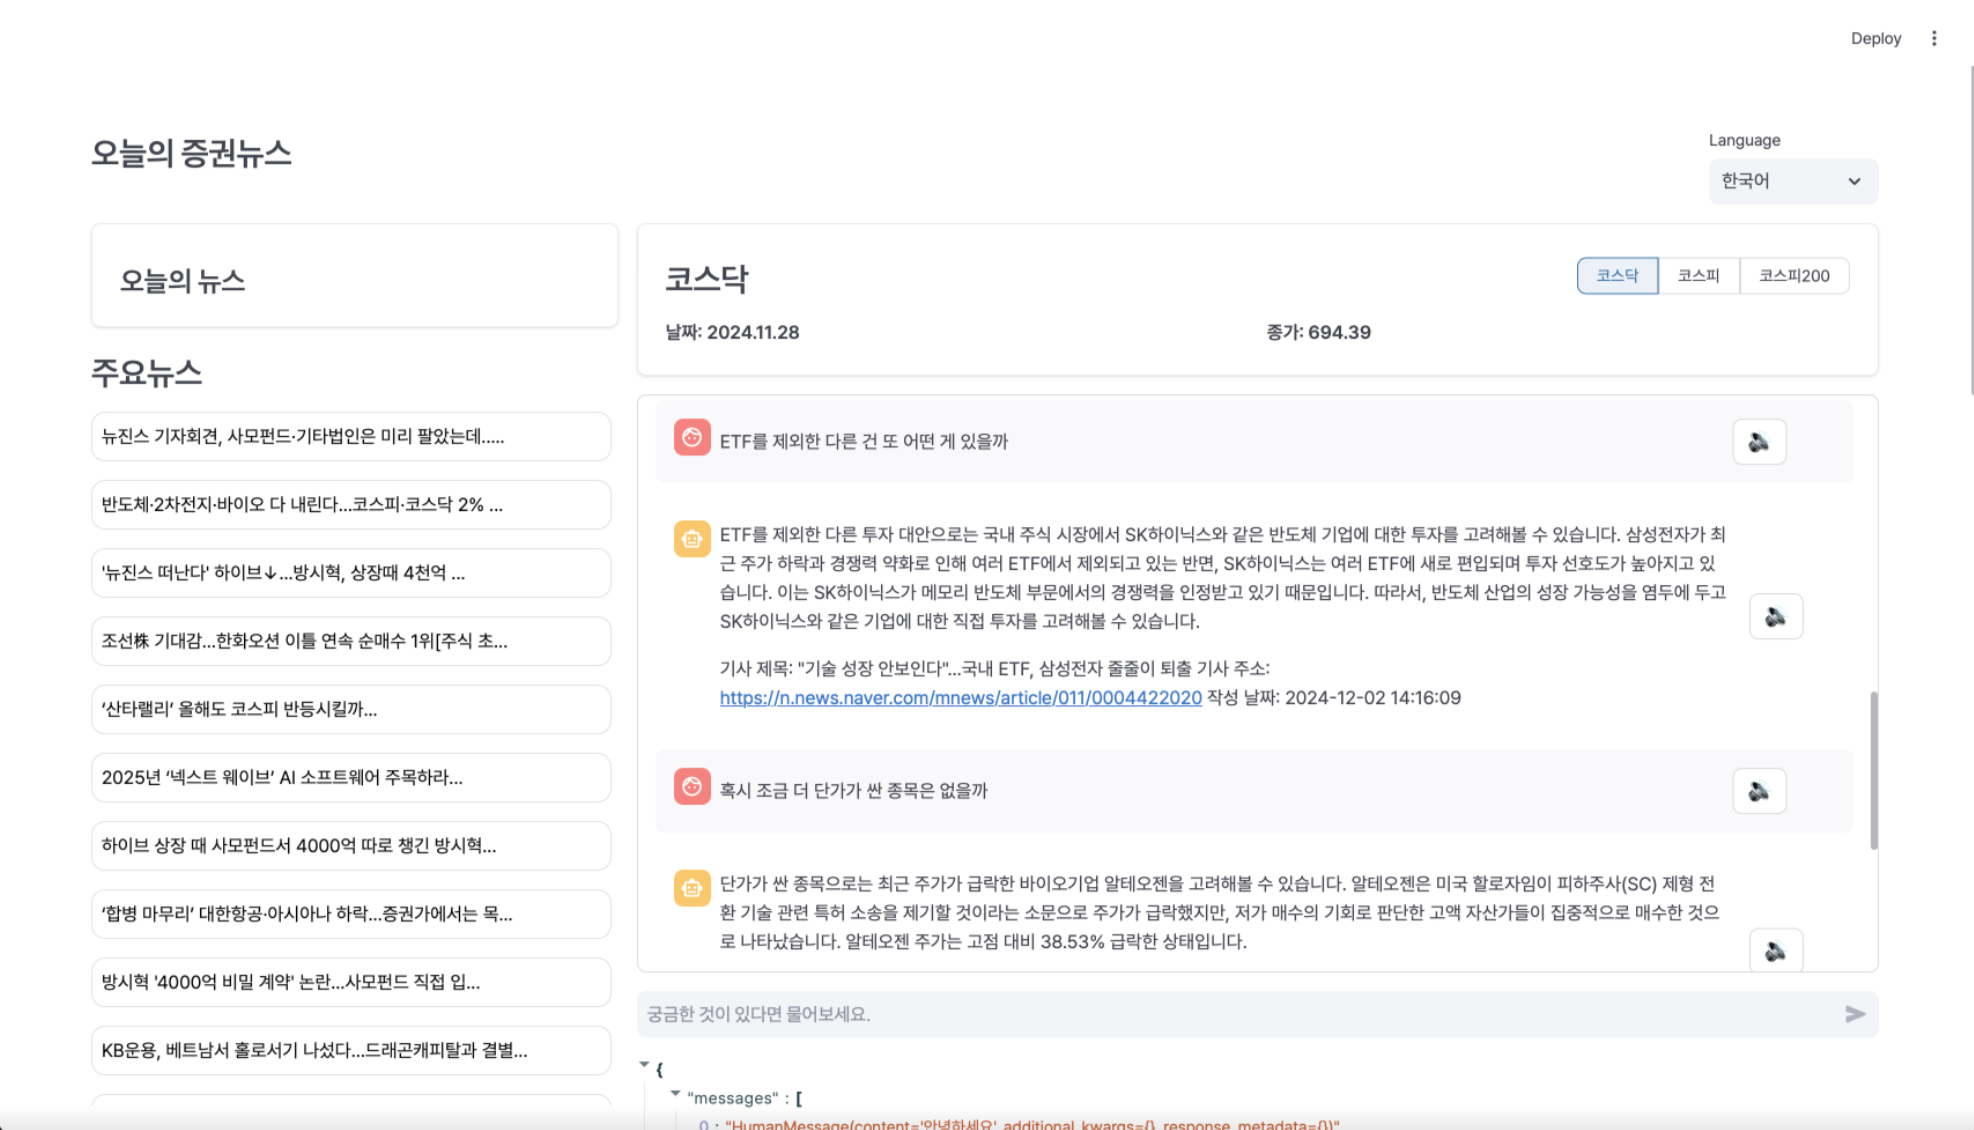 Deploy
오늘의 증권뉴스
Language
한국어
오늘의 뉴스
주요뉴스
뉴진스 기자회견, 사모펀드·기타법인은 미리 팔았는데.....
반도체·2차전지·바이오 다 내린다...코스피·코스닥 2% ...
'뉴진스 떠난다' 하이브↓...방시혁, 상장때 4천억 ...
조선株 기대감...한화오션 이틀 연속 순매수 1위[주식 초...
‘산타랠리’ 올해도 코스피 반등시킬까...
2025년 ‘넥스트 웨이브’ AI 소프트웨어 주목하라...
하이브 상장 때 사모펀드서 4000억 따로 챙긴 방시혁...
‘합병 마무리’ 대한항공·아시아나 하락...증권가에서는 목...
방시혁 '4000억 비밀 계약' 논란...사모펀드 직접 입...
KB운용, 베트남서 홀로서기 나섰다...드래곤캐피탈과 결별...
코스닥
코스닥 코스피 코스피200
날짜: 2024.11.28 종가: 694.39
ETF를 제외한 다른 건 또 어떤 게 있을까
ETF를 제외한 다른 투자 대안으로는 국내 주식 시장에서 SK하이닉스와 같은 반도체 기업에 대한 투자를 고려해볼 수 있습니다. 삼성전자가 최
근 주가 하락과 경쟁력 약화로 인해 여러 ETF에서 제외되고 있는 반면, SK하이닉스는 여러 ETF에 새로 편입되며 투자 선호도가 높아지고 있
습니다. 이는 SK하이닉스가 메모리 반도체 부문에서의 경쟁력을 인정받고 있기 때문입니다. 따라서, 반도체 산업의 성장 가능성을 염두에 두고
SK하이닉스와 같은 기업에 대한 직접 투자를 고려해볼 수 있습니다.
기사 제목: "기술 성장 안보인다"...국내 ETF, 삼성전자 줄줄이 퇴출 기사 주소:
https://n.news.naver.com/mnews/article/011/0004422020 작성 날짜: 2024-12-02 14:16:09
혹시 조금 더 단가가 싼 종목은 없을까
단가가 싼 종목으로는 최근 주가가 급락한 바이오기업 알테오젠을 고려해볼 수 있습니다. 알테오젠은 미국 할로자임이 피하주사(SC) 제형 전
환 기술 관련 특허 소송을 제기할 것이라는 소문으로 주가가 급락했지만, 저가 매수의 기회로 판단한 고액 자산가들이 집중적으로 매수한 것으
로 나타났습니다. 알테오젠 주가는 고점 대비 38.53% 급락한 상태입니다.
궁금한 것이 있다면 물어보세요.
{
"messages" : [
0 : "HumanMessage(content='안녕하세요', additional_kwargs={}, response_metadata={})"